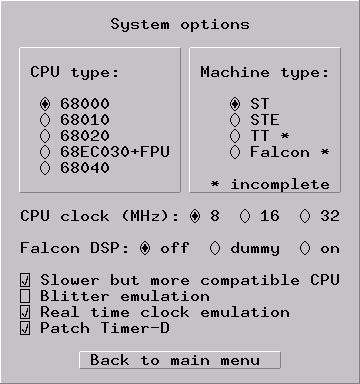 System options
CPU type:
68000
68010
68020
68EC030+FPU
68040
Machine type:
ST
STE
TT *
Falcon *
* incomplete
CPU clock (MHz): 8 16 32
Falcon DSP: off dummy on
Slower but more compatible CPU
Blitter emulation
Real time clock emulation
Patch Timer-D
Back to main menu